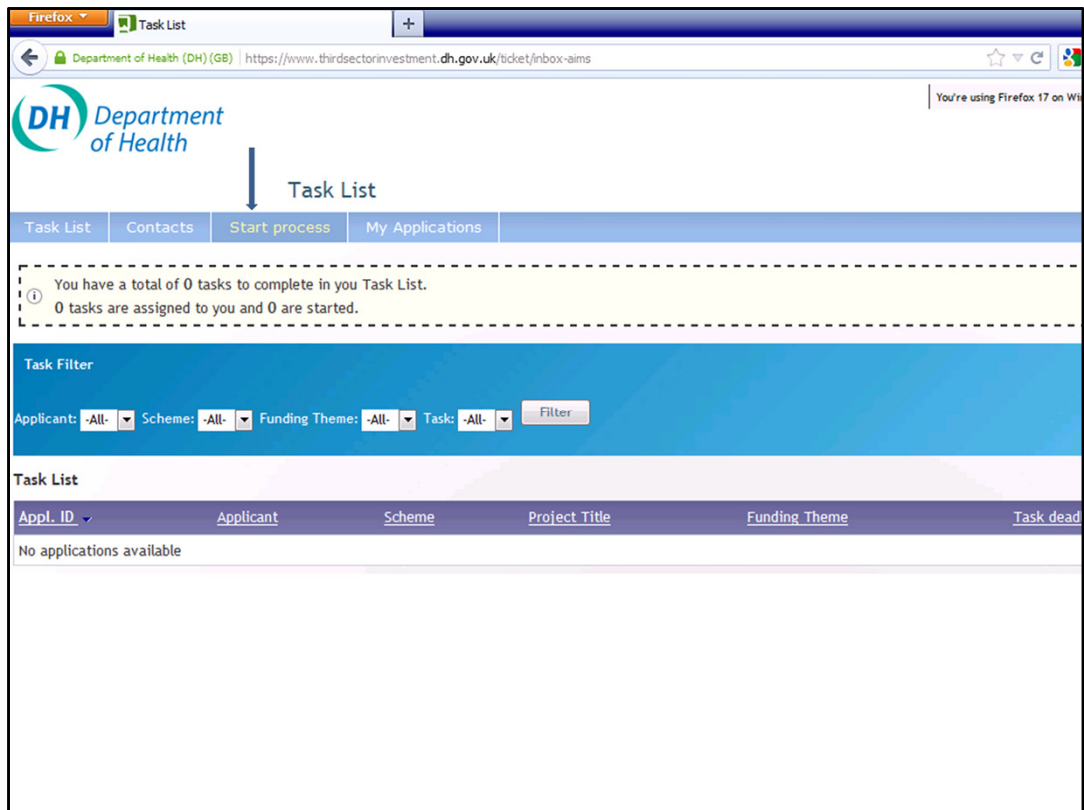 Firefox
Task List
+
Department of Health (DH) (GB) https://www.thirdsectorinvestment.dh.gov.uk/ticket/inbox-aims
You're using Firefox 17 on Wi
DH Department
of Health
Task List
Task List Contacts Start process My Applications
You have a total of 0 tasks to complete in you Task List.
0 tasks are assigned to you and 0 are started.
Task Filter
Applicant: -All- Scheme: -All- Funding Theme: -All- Task: -All- Filter
Task List
Appl. ID Applicant Scheme Project Title Funding Theme Task dead
No applications available